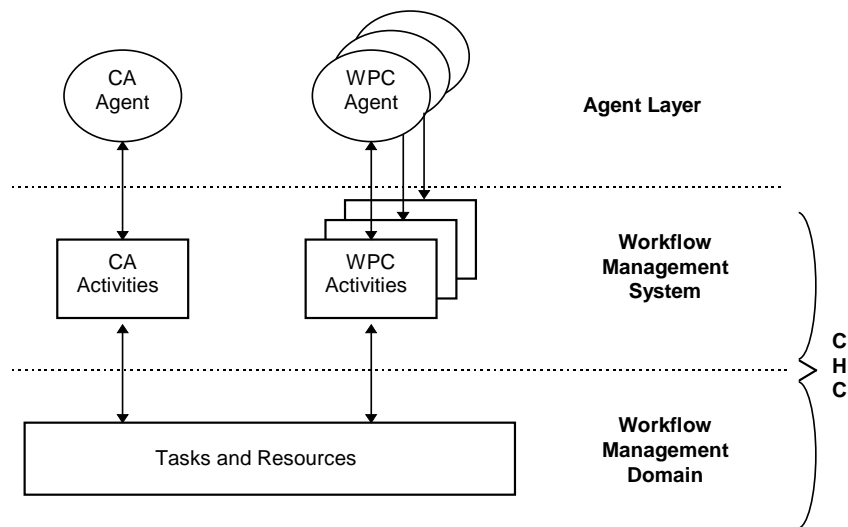 CA
Agent
WPC
Agent
Agent Layer
CA
Activities
WPC
Activities
Workflow
Management
System
C
H
C
Tasks and Resources
Workflow
Management
Domain